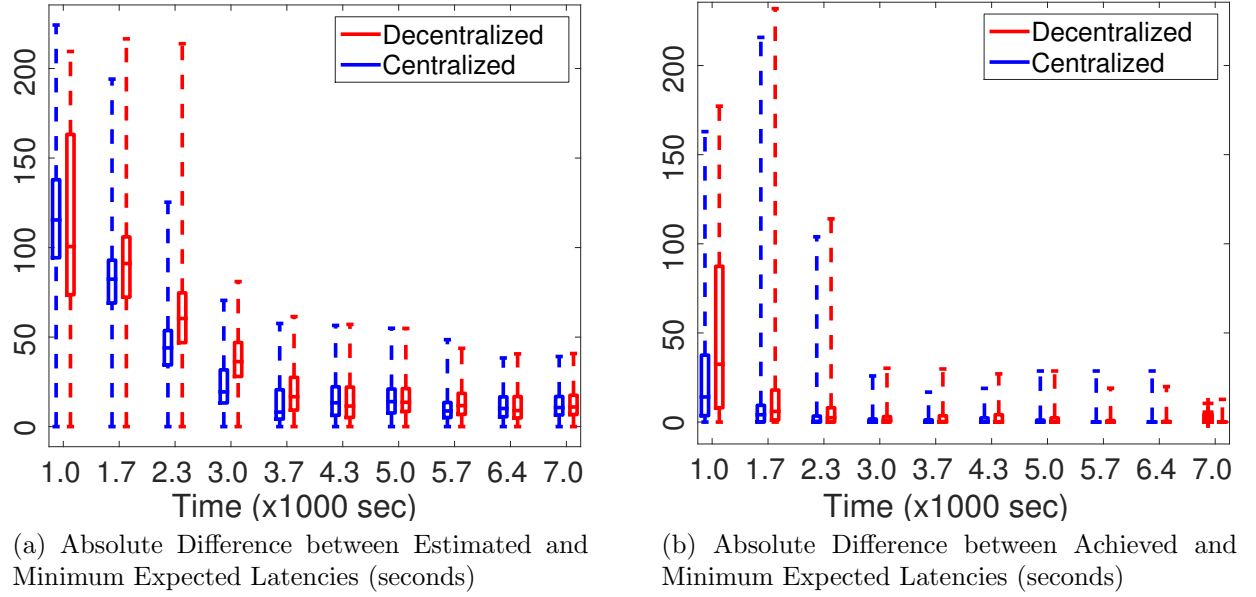 Decentralized
Centralized
200
150
100
50
0
1.0 1.7 2.3 3.0 3.7 4.3 5.0 5.7 6.4 7.0
Time (x1000 sec)
(a) Absolute Difference between Estimated and
Minimum Expected Latencies (seconds)
Decentralized
Centralized
200
150
100
50
0
1.0 1.7 2.3 3.0 3.7 4.3 5.0 5.7 6.4 7.0
Time (x1000 sec)
(b) Absolute Difference between Achieved and
Minimum Expected Latencies (seconds)